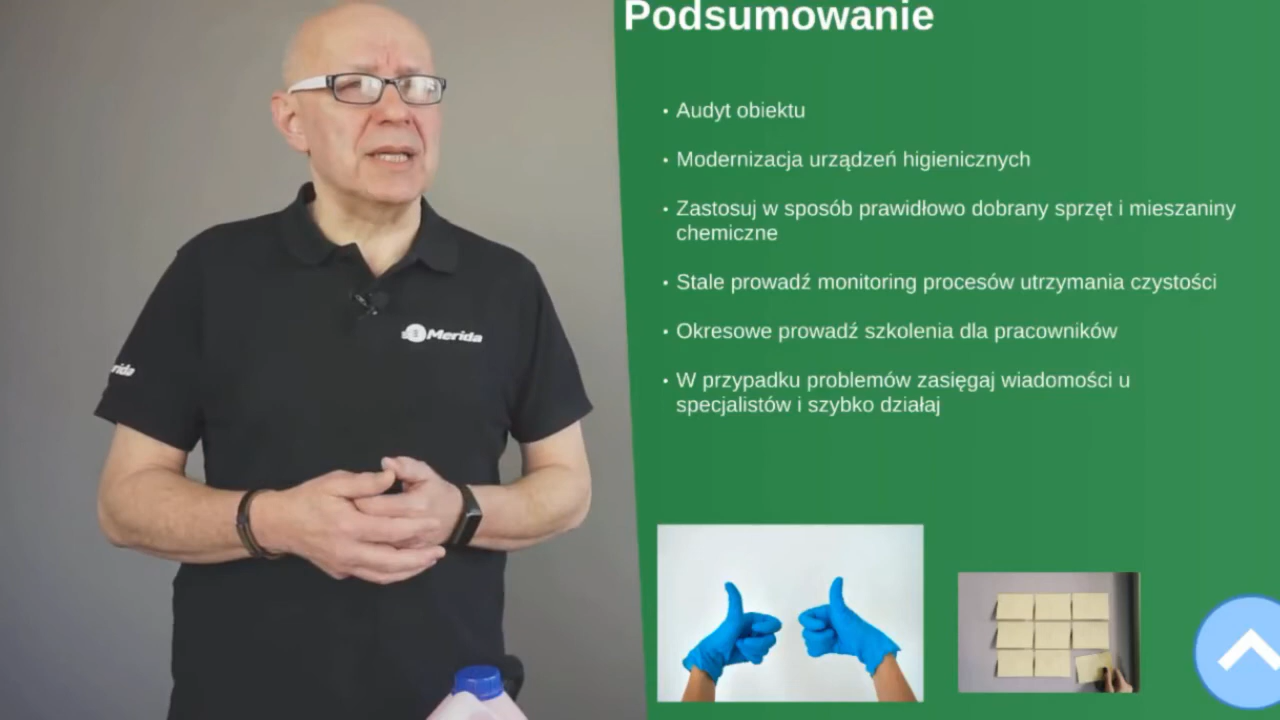 Podsumowanie
• Audyt obiektu
• Modernizacja urządzeń higienicznych
• Zastosuj w sposób prawidłowo dobrany sprzęt i mieszaniny
chemiczne
• Stale prowadź monitoring procesów utrzymania czystości
• Okresowe prowadź szkolenia dla pracowników
• W przypadku problemów zasięgaj wiadomości u
specjalistów i szybko działaj
Merida
rida